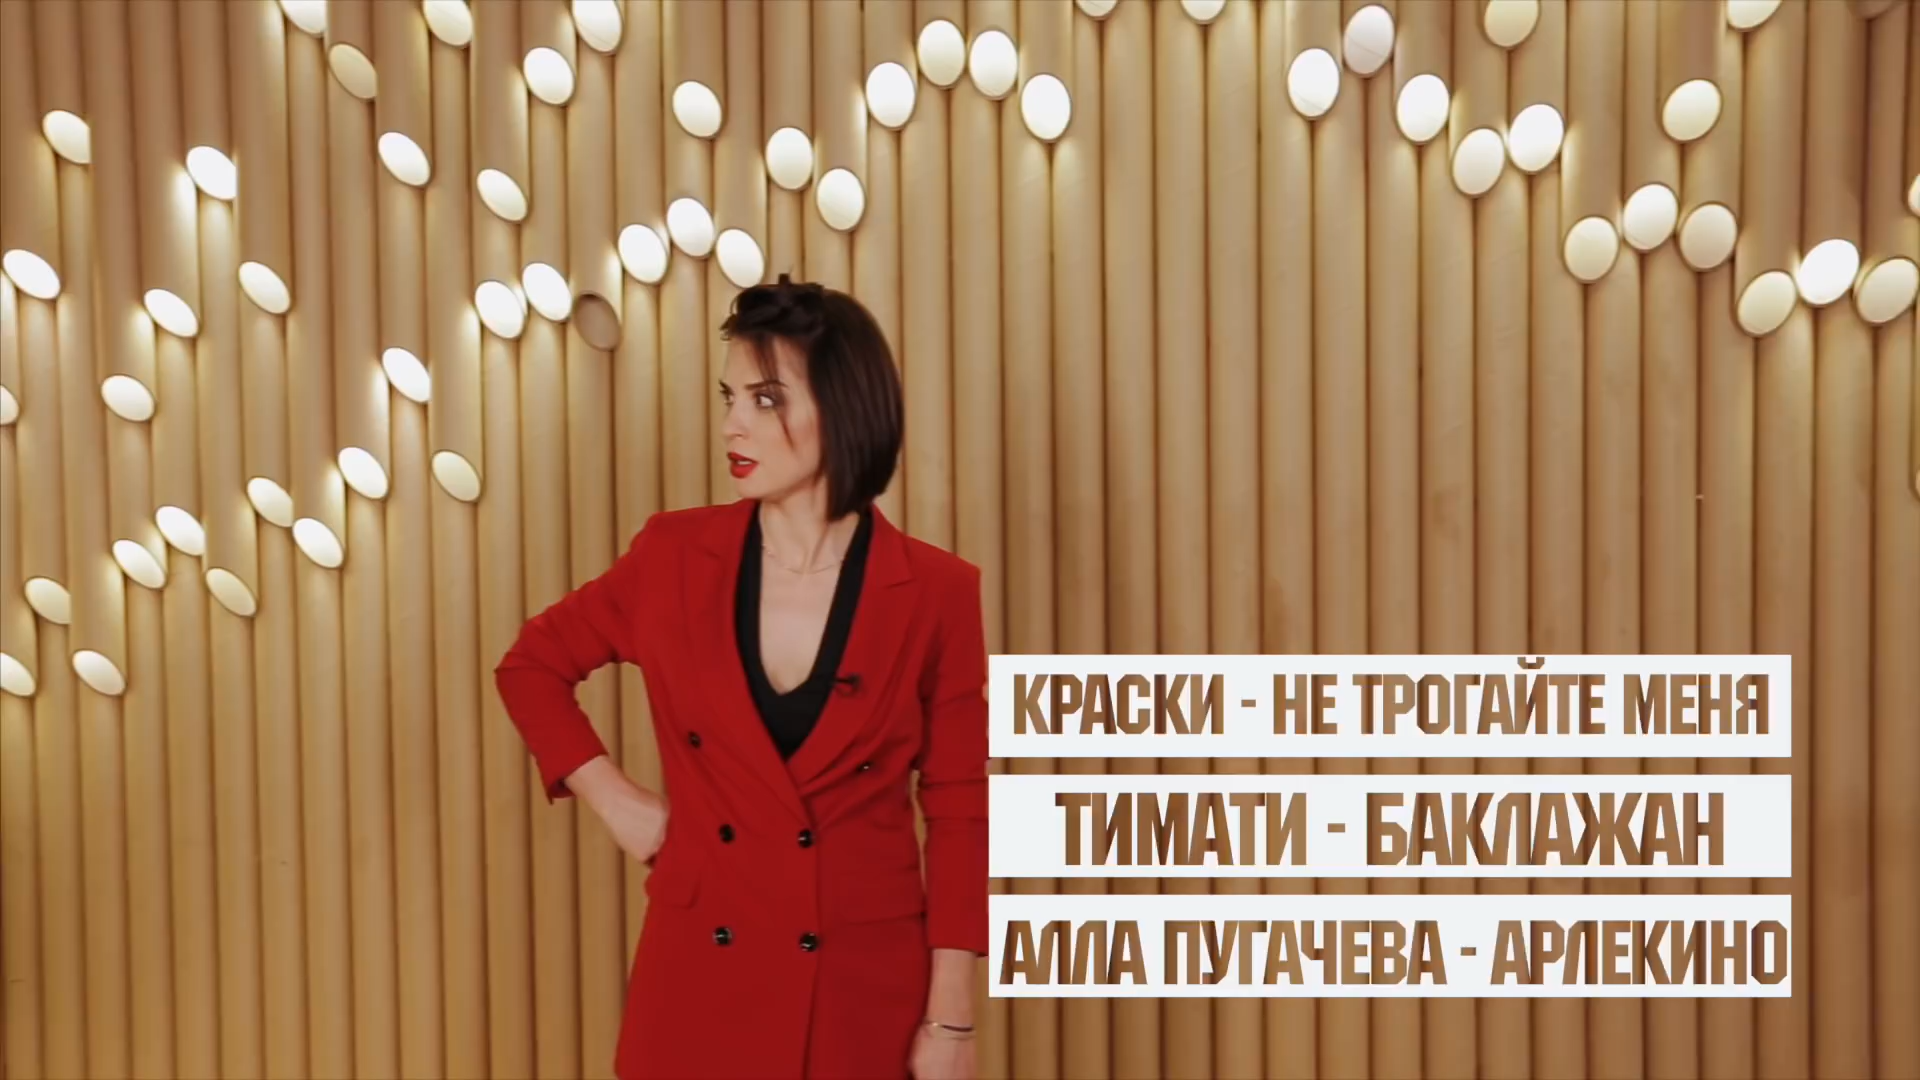 КРАСКИ - НЕ ТРОГАЙТЕ МЕНЯ
ТИМАТИ - БАКЛАЖАН
АЛЛА ПУГАЧЕВА - АРЛЕКИНО